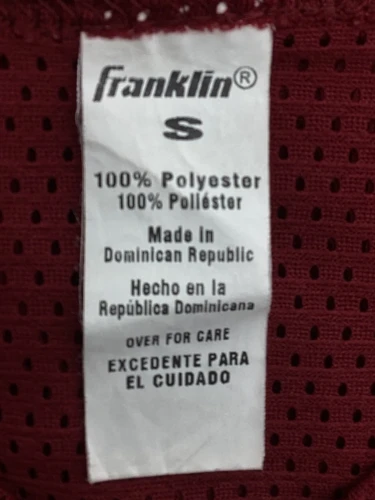 Franklin®
S
100% Polyester
100% Poliéster
Made in
Dominican Republic
Hecho en la
República Dominicana
OVER FOR CARE
EXCEDENTE PARA
EL CUIDADO